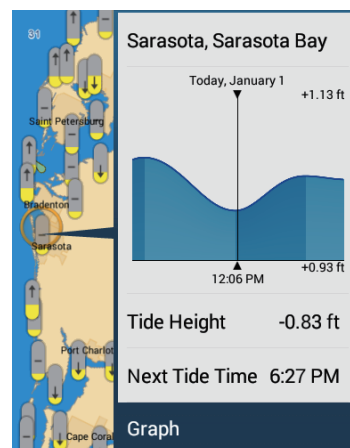 31
Sarasota, Sarasota Bay
Today, January 1
+1.13 ft
Saint Petersburg
Bradenton
Sarasota
+0.93 ft
12:06 PM
Tide Height -0.83 ft
Port Charlot
Next Tide Time 6:27 PM
Cape Coral
Graph